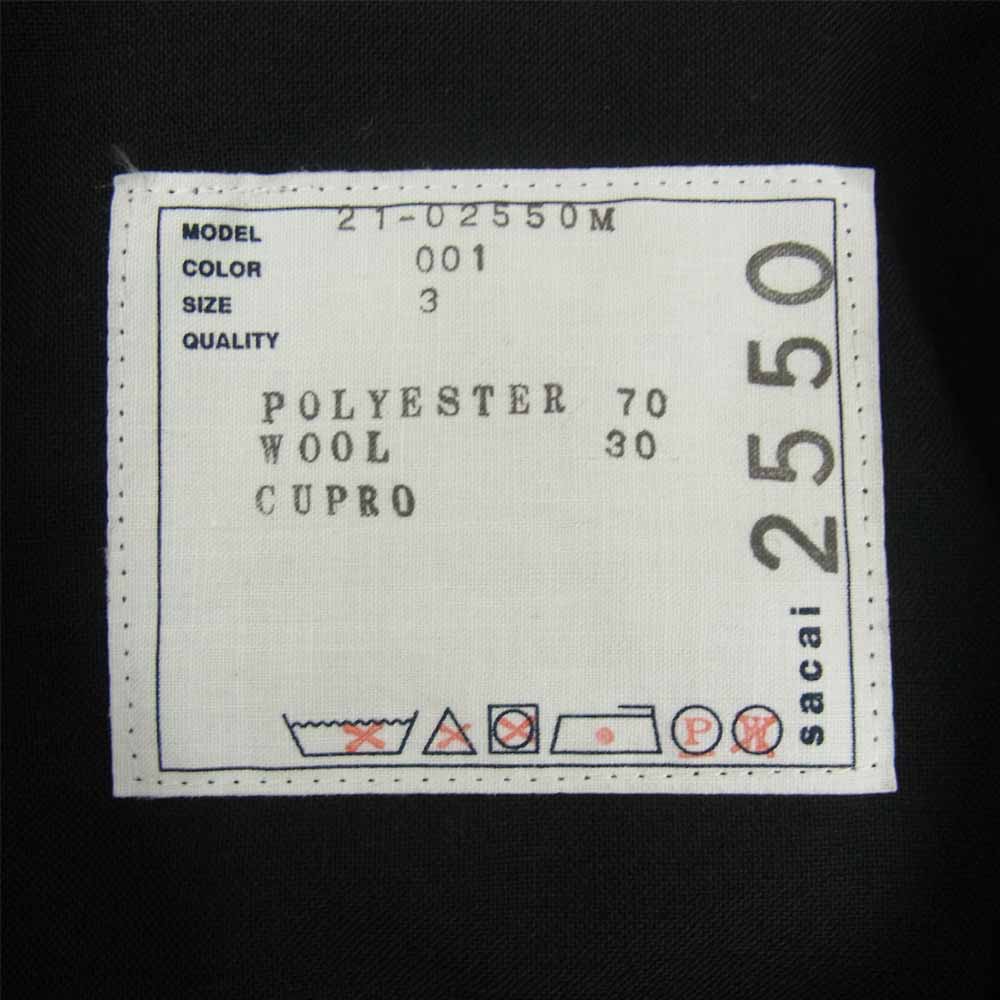 MODEL 21-02550M
COLOR 001
SIZE 3
QUALITY
POLYESTER 70
WOOL 30
CUPRO
sacai 2550
P W